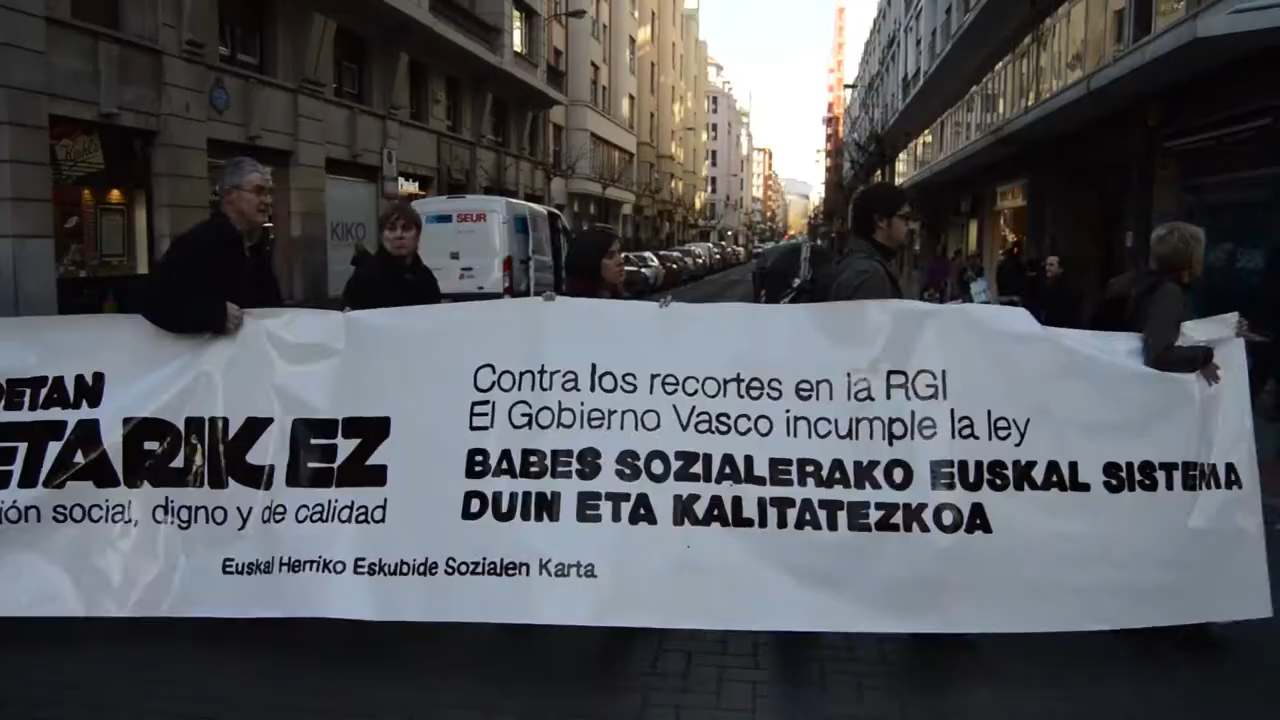 SEUR
KIKO
ETAN
ETARIK EZ
ión social, digno y de calidad
Contra los recortes en la RGI
El Gobierno Vasco incumple la ley
BABES SOZIALERAKO EUSKAL SISTEMA
DUIN ETA KALITATEZKOA
Euskal Herriko Eskubide Sozialen Karta